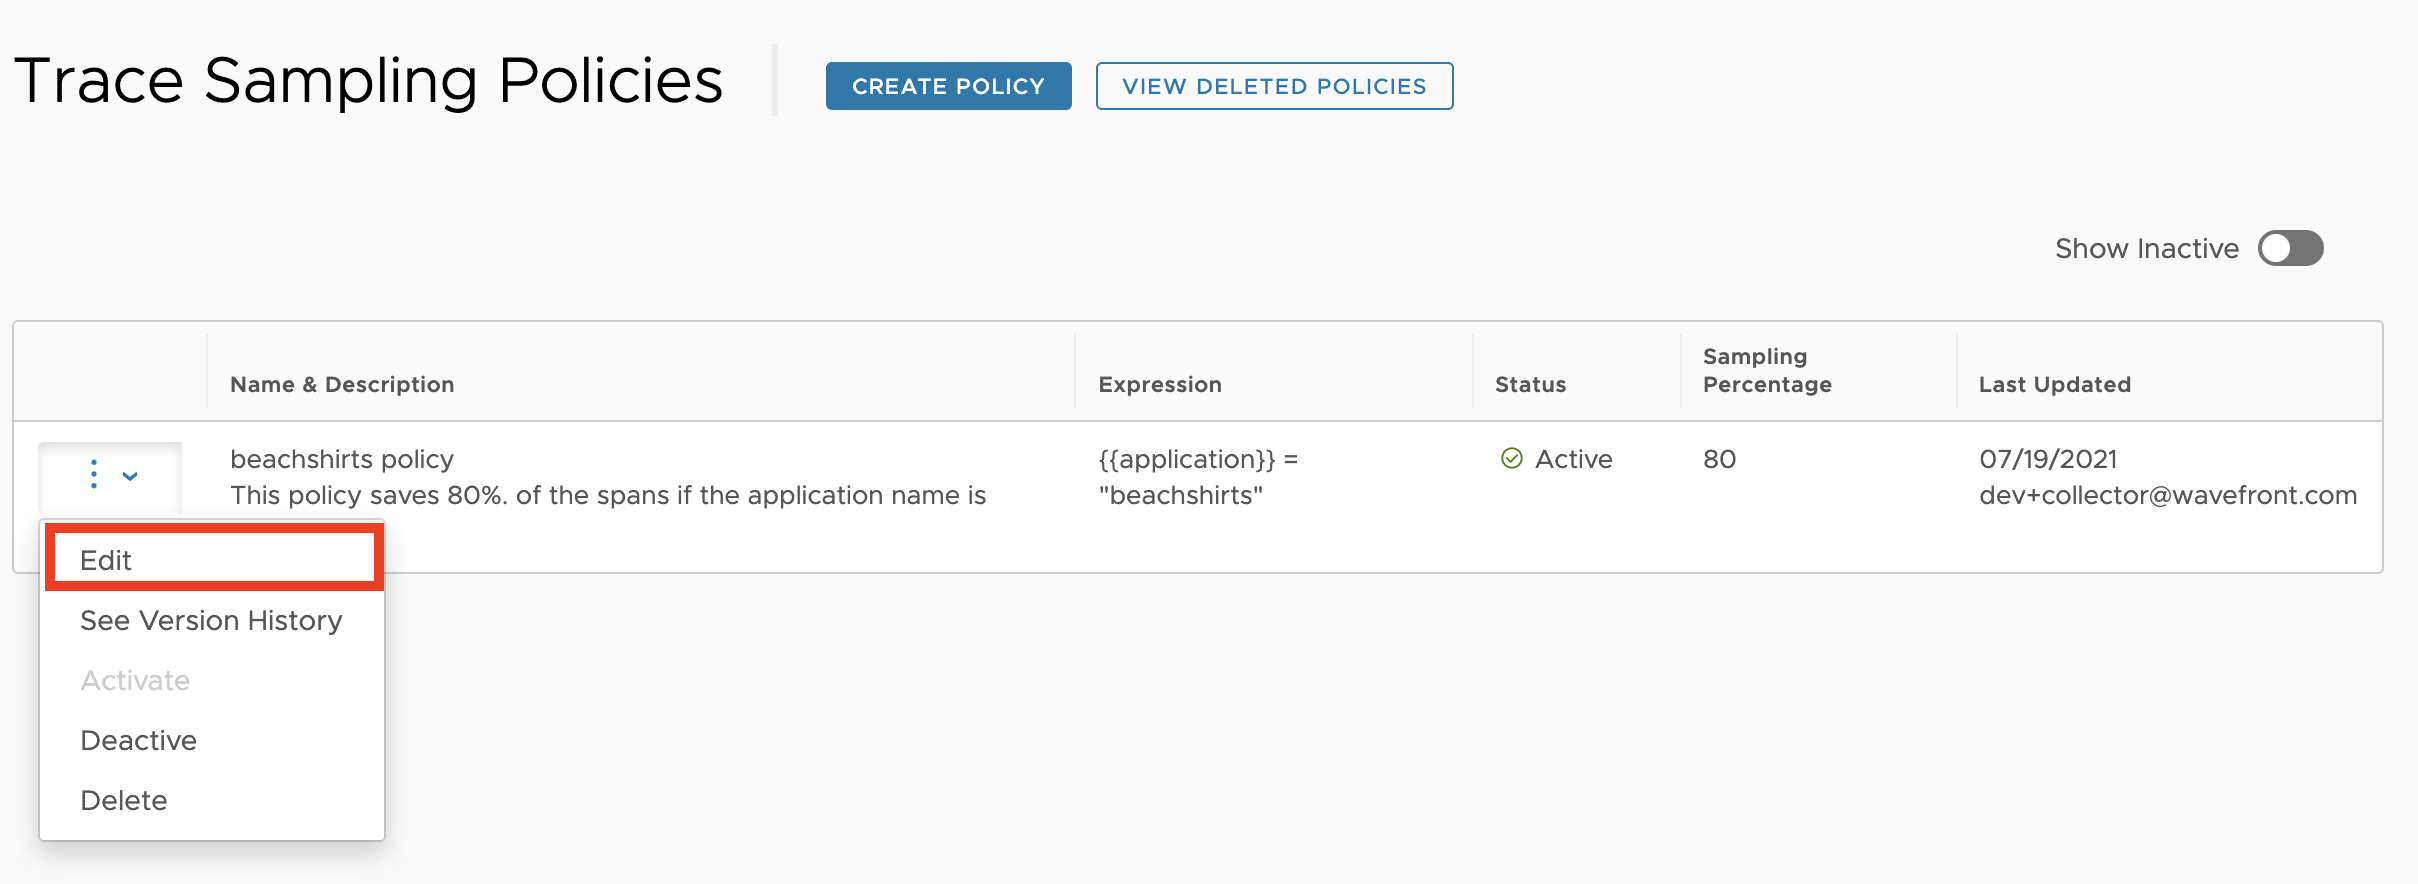 Trace Sampling Policies
CREATE POLICY
VIEW DELETED POLICIES
Show Inactive
Name & Description
Expression
Status
Sampling
Percentage
Last Updated
beachshirts policy
This policy saves 80%. of the spans if the application name is
{{application}} =
"beachshirts"
Active
80
07/19/2021
dev+collector@wavefront.com
Edit
See Version History
Activate
Deactive
Delete